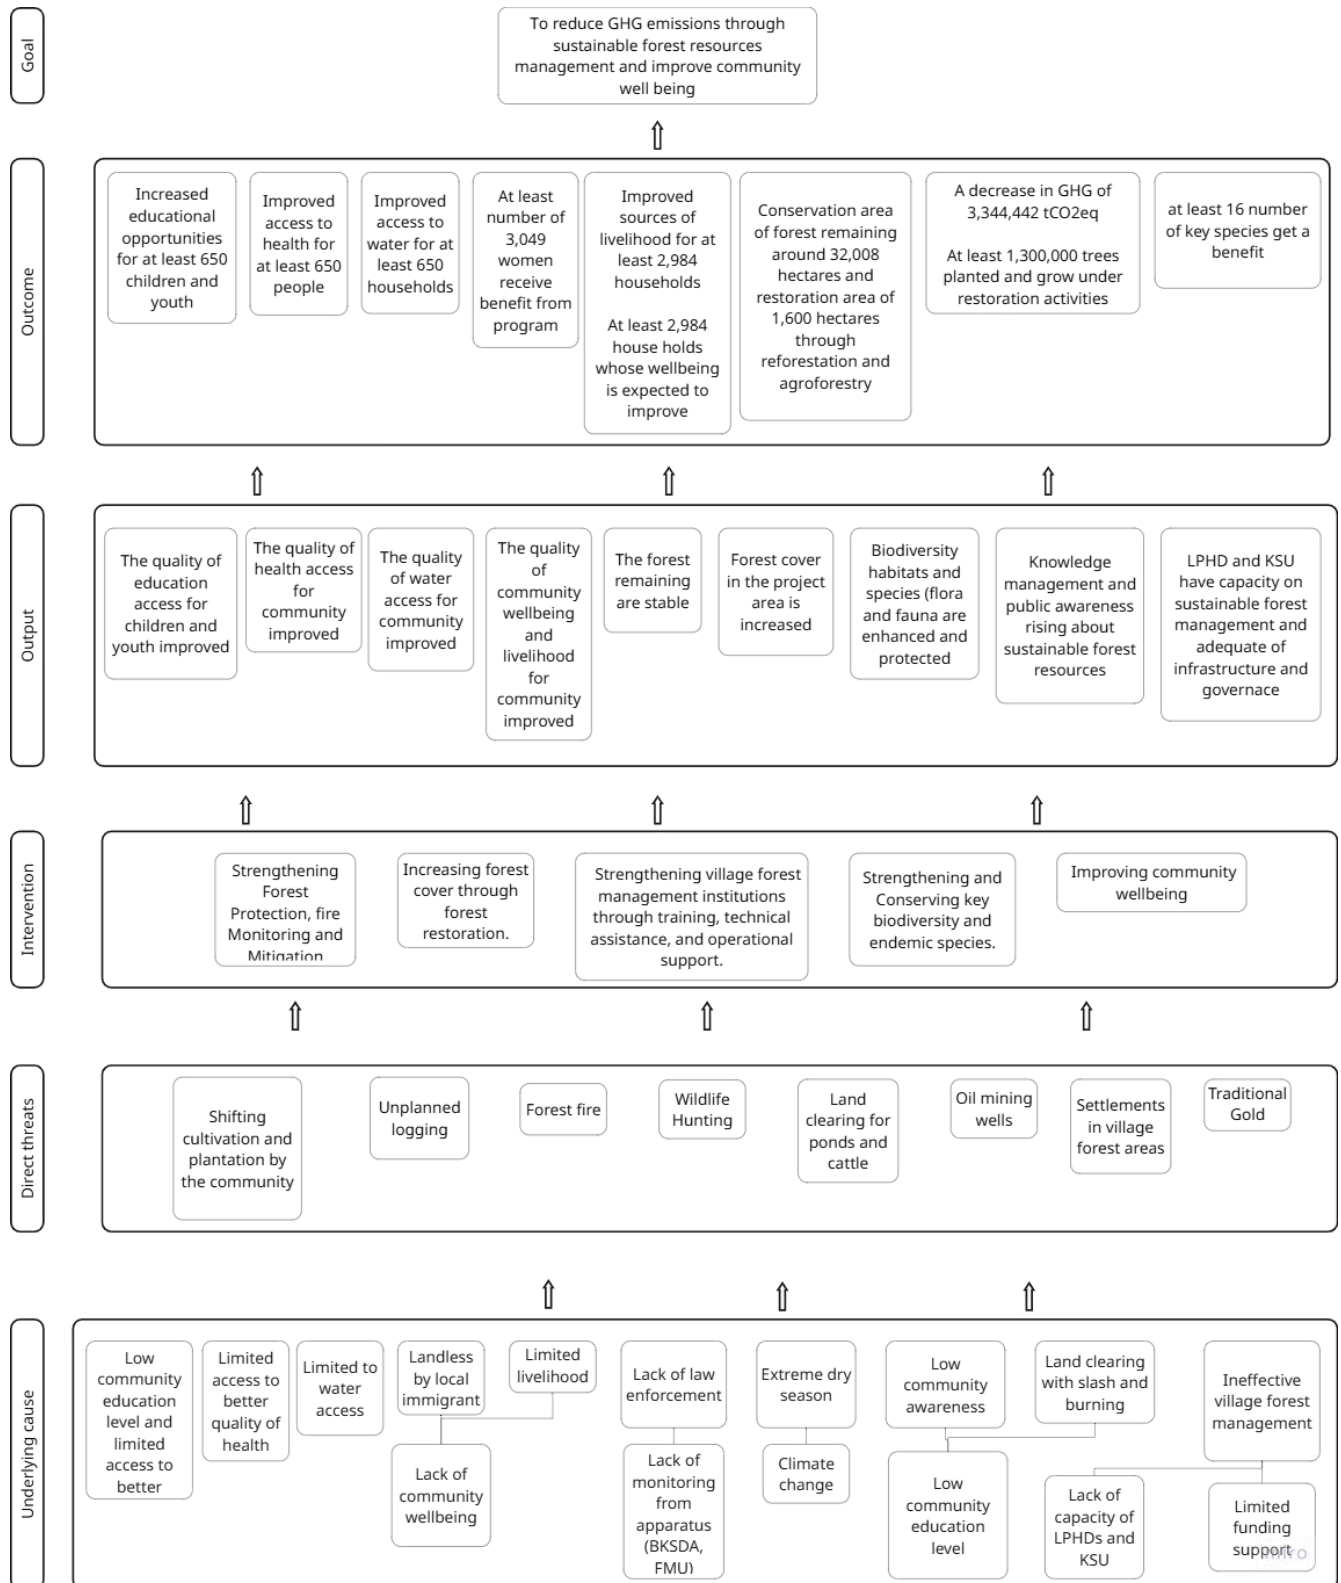 Goal
To reduce GHG emissions through
sustainable forest resources
management and improve community
well being
Outcome
Increased
educational
opportunities
for at least 650
children and
youth
Improved
access to
health for
at least 650
people
Improved
access to
water for at
least 650
households
At least
number of
3,049
women
receive
benefit from
program
Improved
sources of
livelihood for at
least 2,984
households
At least 2,984
house holds
whose wellbeing
is expected to
improve
Conservation area
of forest remaining
around 32,008
hectares and
restoration area of
1,600 hectares
through
reforestation and
agroforestry
A decrease in GHG of
3,344,442 tCO2eq
At least 1,300,000 trees
planted and grow under
restoration activities
at least 16 number
of key species get a
benefit
Output
The quality of
education
access for
children and
youth improved
The quality of
health access
for
community
improved
The quality
of water
access for
community
improved
The quality
of
community
wellbeing
and
livelihood
for
community
improved
The forest
remaining
are stable
Forest cover
in the project
area is
increased
Biodiversity
habitats and
species (flora
and fauna are
enhanced and
protected
Knowledge
management and
public awareness
rising about
sustainable forest
resources
LPHD and KSU
have capacity on
sustainable forest
management and
adequate of
infrastructure and
governace
Intervention
Strengthening
Forest
Protection, fire
Monitoring and
Mitigation
Increasing forest
cover through
forest
restoration.
Strengthening village forest
management institutions
through training, technical
assistance, and operational
support.
Strengthening and
Conserving key
biodiversity and
endemic species.
Improving community
wellbeing
Direct threats
Shifting
cultivation and
plantation by
the community
Unplanned
logging
Forest fire
Wildlife
Hunting
Land
clearing for
ponds and
cattle
Oil mining
wells
Settlements
in village
forest areas
Traditional
Gold
Underlying cause
Low
community
education
level and
limited
access to
better
Limited
access to
better
quality of
health
Limited to
water
access
Landless
by local
immigrant
Limited
livelihood
Lack of
community
wellbeing
Lack of law
enforcement
Lack of
monitoring
from
apparatus
(BKSDA,
FMU)
Extreme dry
season
Climate
change
Low
community
awareness
Land clearing
with slash and
burning
Low
community
education
level
Ineffective
village forest
management
Lack of
capacity of
LPHDs and
KSU
Limited
funding
support
miro